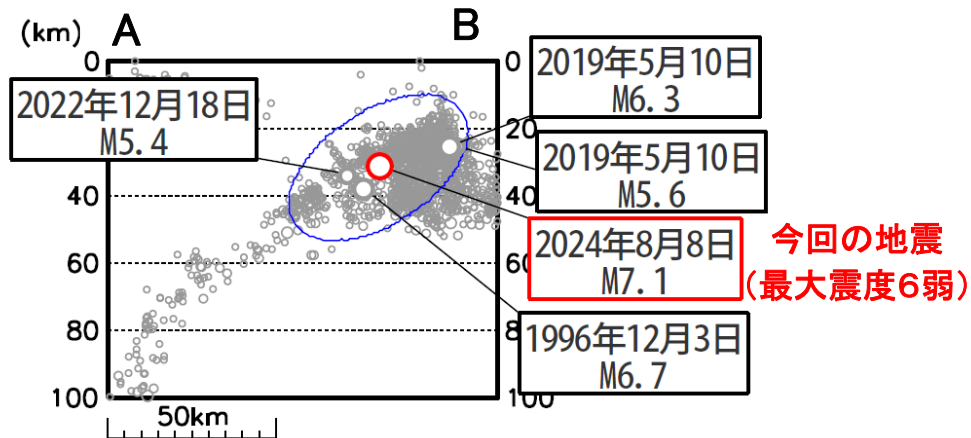 (km)
A
B
0
20
40
60
80
100
0
20
40
60
80
100
2022年12月18日
M5.4
2019年5月10日
M6.3
2019年5月10日
M5.6
2024年8月8日
M7.1
今回の地震
(最大震度6弱)
1996年12月3日
M6.7
50km